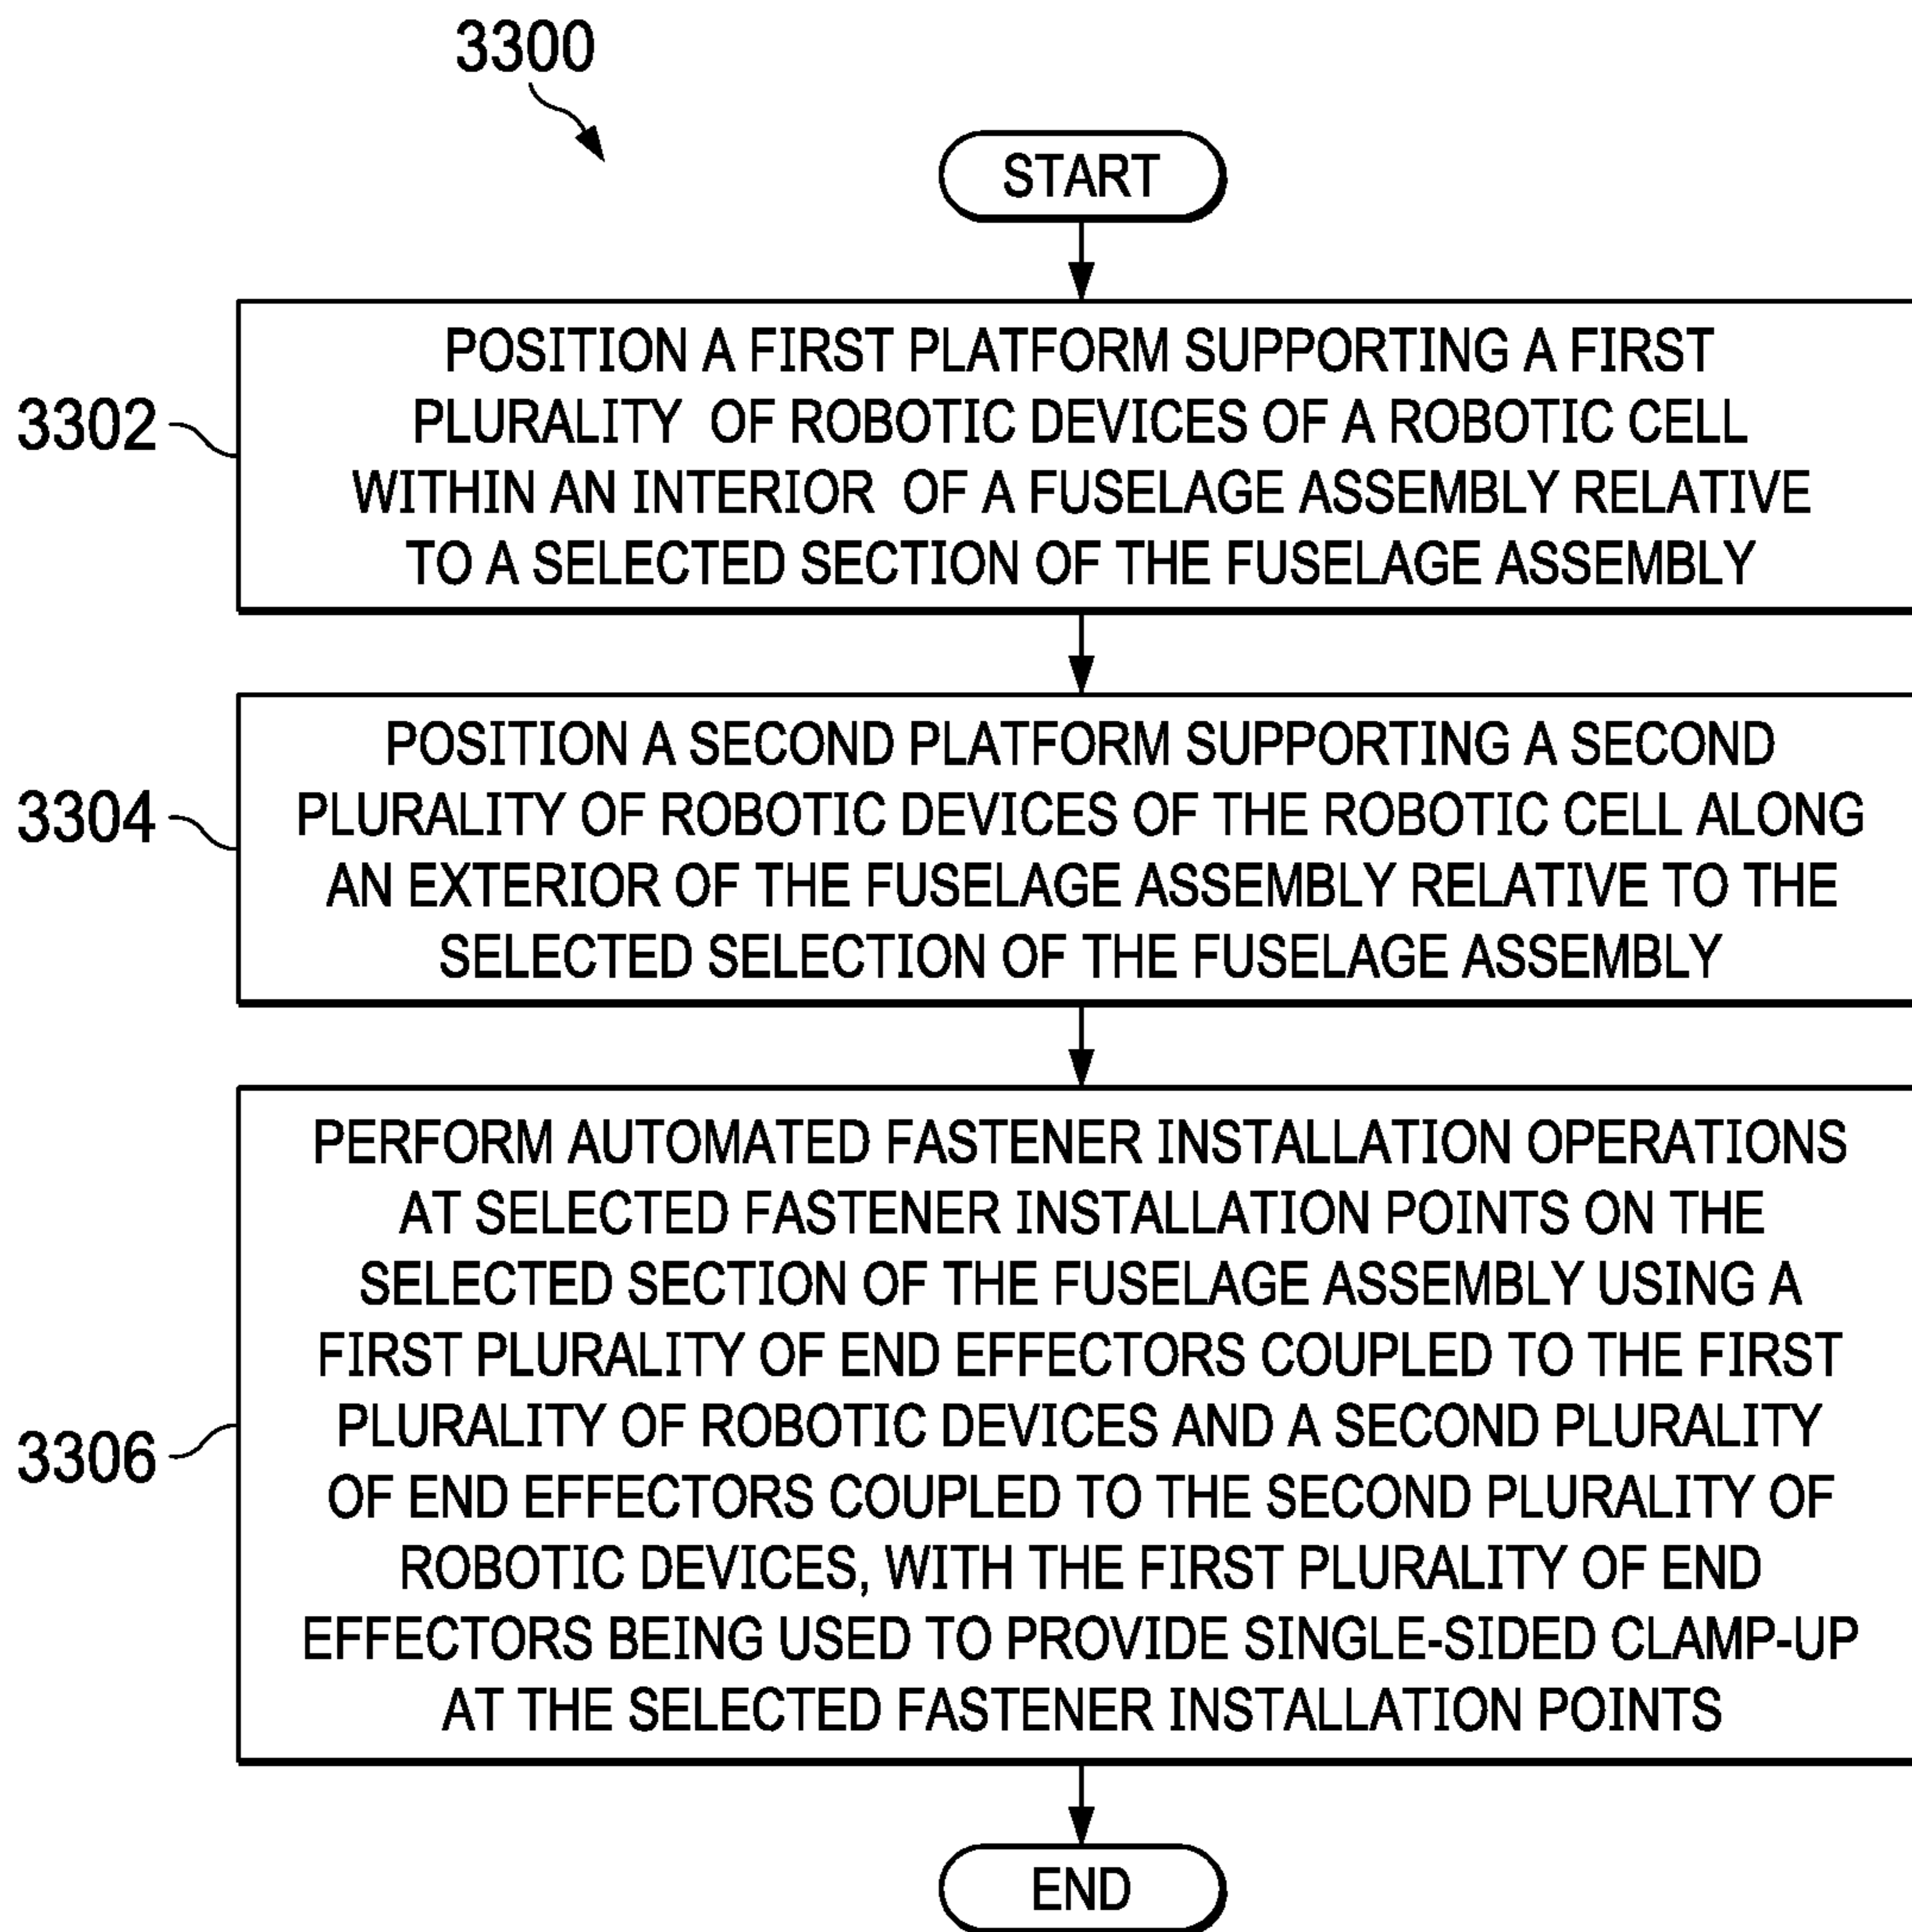 3300
START
3302
POSITION A FIRST PLATFORM SUPPORTING A FIRST
PLURALITY OF ROBOTIC DEVICES OF A ROBOTIC CELL
WITHIN AN INTERIOR OF A FUSELAGE ASSEMBLY RELATIVE
TO A SELECTED SECTION OF THE FUSELAGE ASSEMBLY
3304
POSITION A SECOND PLATFORM SUPPORTING A SECOND
PLURALITY OF ROBOTIC DEVICES OF THE ROBOTIC CELL ALONG
AN EXTERIOR OF THE FUSELAGE ASSEMBLY RELATIVE TO THE
SELECTED SELECTION OF THE FUSELAGE ASSEMBLY
3306
PERFORM AUTOMATED FASTENER INSTALLATION OPERATIONS
AT SELECTED FASTENER INSTALLATION POINTS ON THE
SELECTED SECTION OF THE FUSELAGE ASSEMBLY USING A
FIRST PLURALITY OF END EFFECTORS COUPLED TO THE FIRST
PLURALITY OF ROBOTIC DEVICES AND A SECOND PLURALITY
OF END EFFECTORS COUPLED TO THE SECOND PLURALITY OF
ROBOTIC DEVICES, WITH THE FIRST PLURALITY OF END
EFFECTORS BEING USED TO PROVIDE SINGLE-SIDED CLAMP-UP
AT THE SELECTED FASTENER INSTALLATION POINTS
END